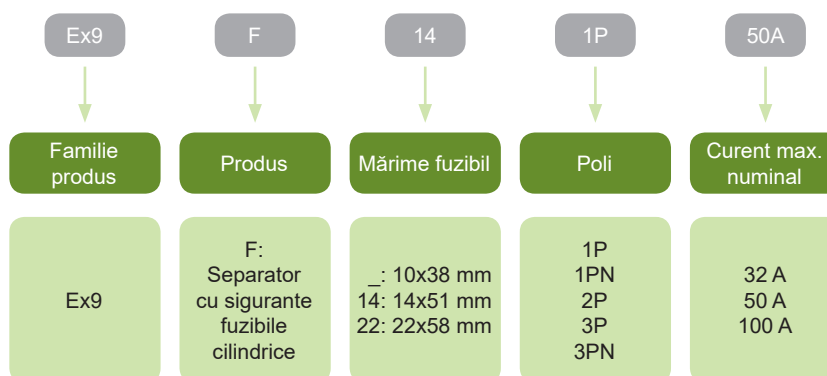 Ex9
F
14
1P
50A
Familie
produs
Produs
Mărime fuzibil
Poli
Curent max.
numinal
Ex9
F:
Separator
cu sigurante
fuzibile
cilindrice
_: 10x38 mm
14: 14x51 mm
22: 22x58 mm
1P
1PN
2P
3P
3PN
32 A
50 A
100 A